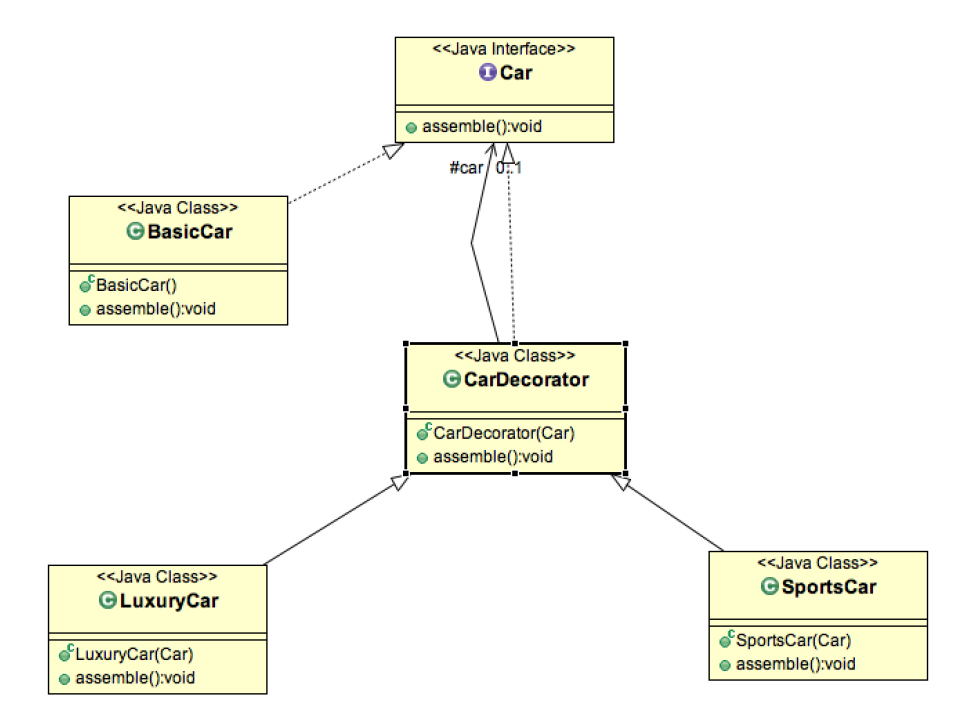 <<Java Interface>>
Car
assemble():void
#car 0..1
<<Java Class>>
BasicCar
BasicCar()
assemble():void
<<Java Class>>
CarDecorator
CarDecorator(Car)
assemble():void
<<Java Class>>
LuxuryCar
LuxuryCar(Car)
assemble():void
<<Java Class>>
SportsCar
SportsCar(Car)
assemble():void